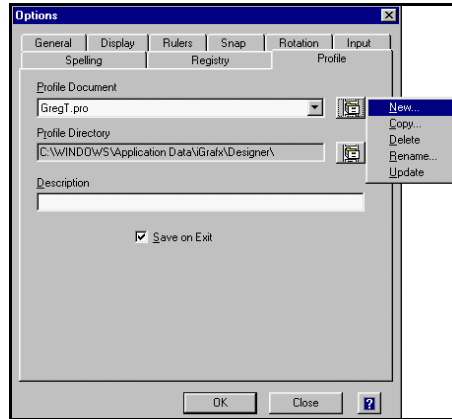 Options
General Display Rulers Snap Rotation Input
Spelling Registry Profile
Profile Document
GregT.pro
New...
Copy...
Delete
Rename...
Update
Profile Directory
C:\WINDOWS\Application Data\iGrafx\Designer\
Description
Save on Exit
OK Close ?